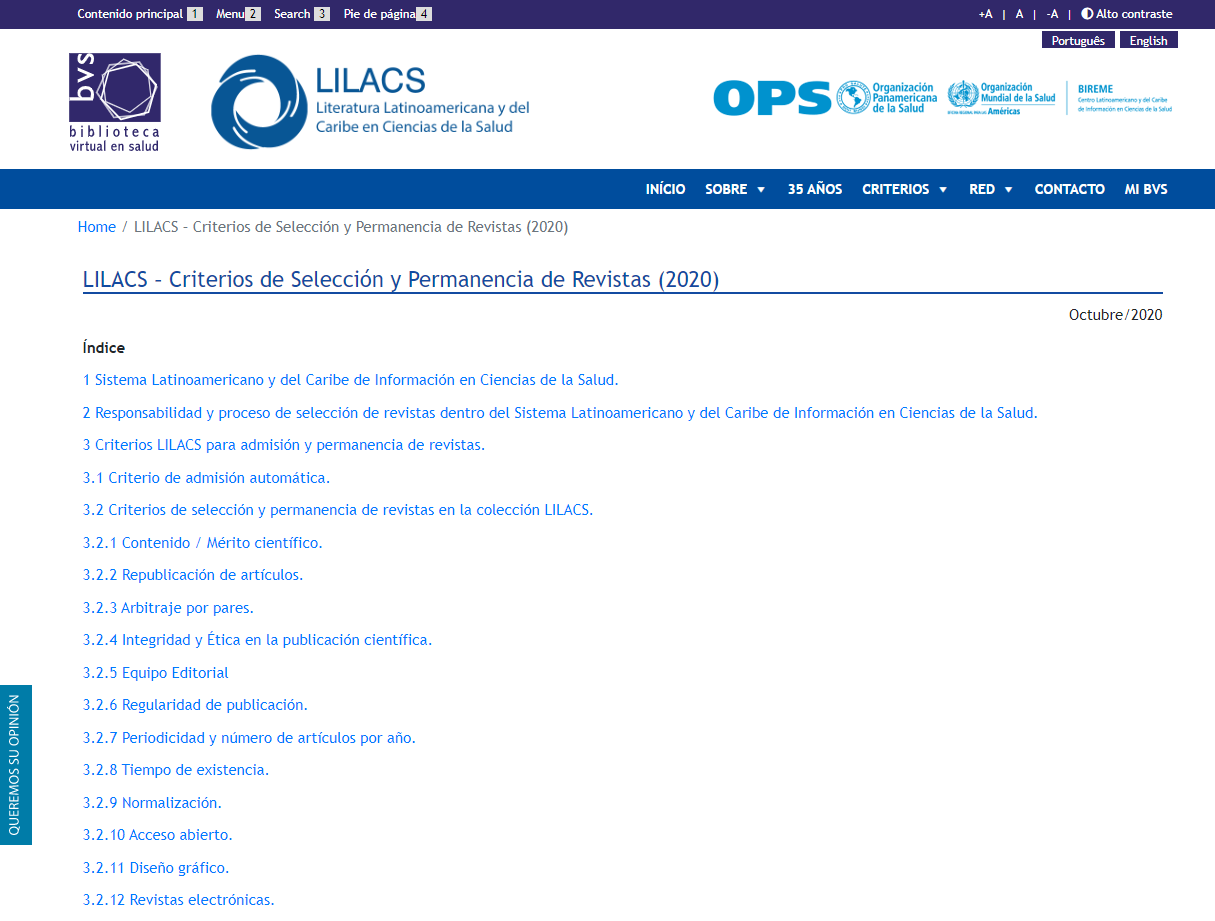 Contenido principal 1 Menu 2 Search 3 Pie de página 4
+A | A | -A | Alto contraste
Português English
bvs
biblioteca
virtual en salud
LILACS
Literatura Latinoamericana y del
Caribe en Ciencias de la Salud
OPS
Organización
Panamericana
de la Salud
Organización
Mundial de la Salud
OFICINA REGIONAL PARA LAS Américas
BIREME
Centro Latinoamericano y del Caribe
de Información en Ciencias de la Salud
INÍCIO SOBRE 35 AÑOS CRITERIOS RED CONTACTO MI BVS
Home / LILACS – Criterios de Selección y Permanencia de Revistas (2020)
LILACS – Criterios de Selección y Permanencia de Revistas (2020)
Octubre/2020
Índice
1 Sistema Latinoamericano y del Caribe de Información en Ciencias de la Salud.
2 Responsabilidad y proceso de selección de revistas dentro del Sistema Latinoamericano y del Caribe de Información en Ciencias de la Salud.
3 Criterios LILACS para admisión y permanencia de revistas.
3.1 Criterio de admisión automática.
3.2 Criterios de selección y permanencia de revistas en la colección LILACS.
3.2.1 Contenido / Mérito científico.
3.2.2 Republicación de artículos.
3.2.3 Arbitraje por pares.
3.2.4 Integridad y Ética en la publicación científica.
3.2.5 Equipo Editorial
3.2.6 Regularidad de publicación.
3.2.7 Periodicidad y número de artículos por año.
3.2.8 Tiempo de existencia.
3.2.9 Normalización.
3.2.10 Acceso abierto.
3.2.11 Diseño gráfico.
3.2.12 Revistas electrónicas.
QUEREMOS SU OPINIÓN